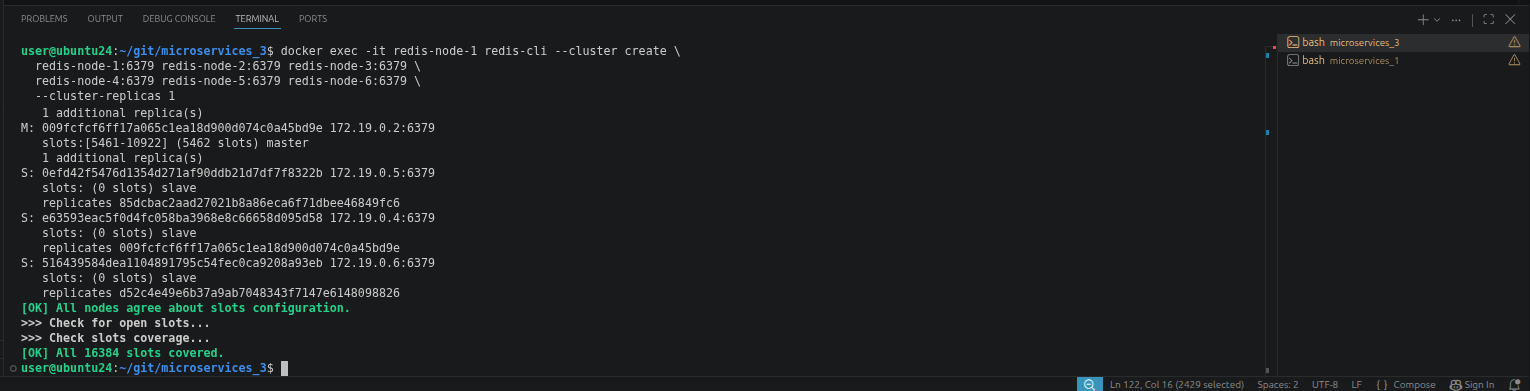 PROBLEMS OUTPUT DEBUG CONSOLE TERMINAL PORTS
user@ubuntu24:~/git/microservices_3$ docker exec -it redis-node-1 redis-cli --cluster create \
redis-node-1:6379 redis-node-2:6379 redis-node-3:6379 \
redis-node-4:6379 redis-node-5:6379 redis-node-6:6379 \
--cluster-replicas 1
1 additional replica(s)
M: 009fcfcf6ff17a065c1ea18d900d074c0a45bd9e 172.19.0.2:6379
slots:[5461-10922] (5462 slots) master
1 additional replica(s)
S: 0efd42f5476d1354d271af90ddb21d7df7f8322b 172.19.0.5:6379
slots: (0 slots) slave
replicates 85dcbac2aad27021b8a86eca6f71dbee46849fc6
S: e63593eac5f0d4fc058ba3968e8c66658d095d58 172.19.0.4:6379
slots: (0 slots) slave
replicates 009fcfcf6ff17a065c1ea18d900d074c0a45bd9e
S: 516439584dea1104891795c54fec0ca9208a93eb 172.19.0.6:6379
slots: (0 slots) slave
replicates d52c4e49e6b37a9ab7048343f7147e6148098826
[OK] All nodes agree about slots configuration.
>>> Check for open slots...
>>> Check slots coverage...
[OK] All 16384 slots covered.
user@ubuntu24:~/git/microservices_3$
bash microservices_3
bash microservices_1
Ln 122, Col 16 (2429 selected) Spaces: 2 UTF-8 LF { } Compose Sign In